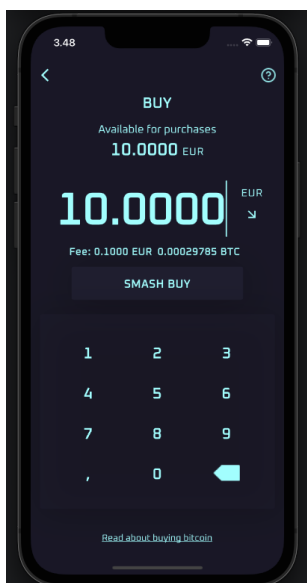 3.48
BUY
Available for purchases
10.0000 EUR
10.0000 EUR
Fee: 0.1000 EUR 0.00029785 BTC
SMASH BUY
1 2 3
4 5 6
7 8 9
, 0
Read about buying bitcoin